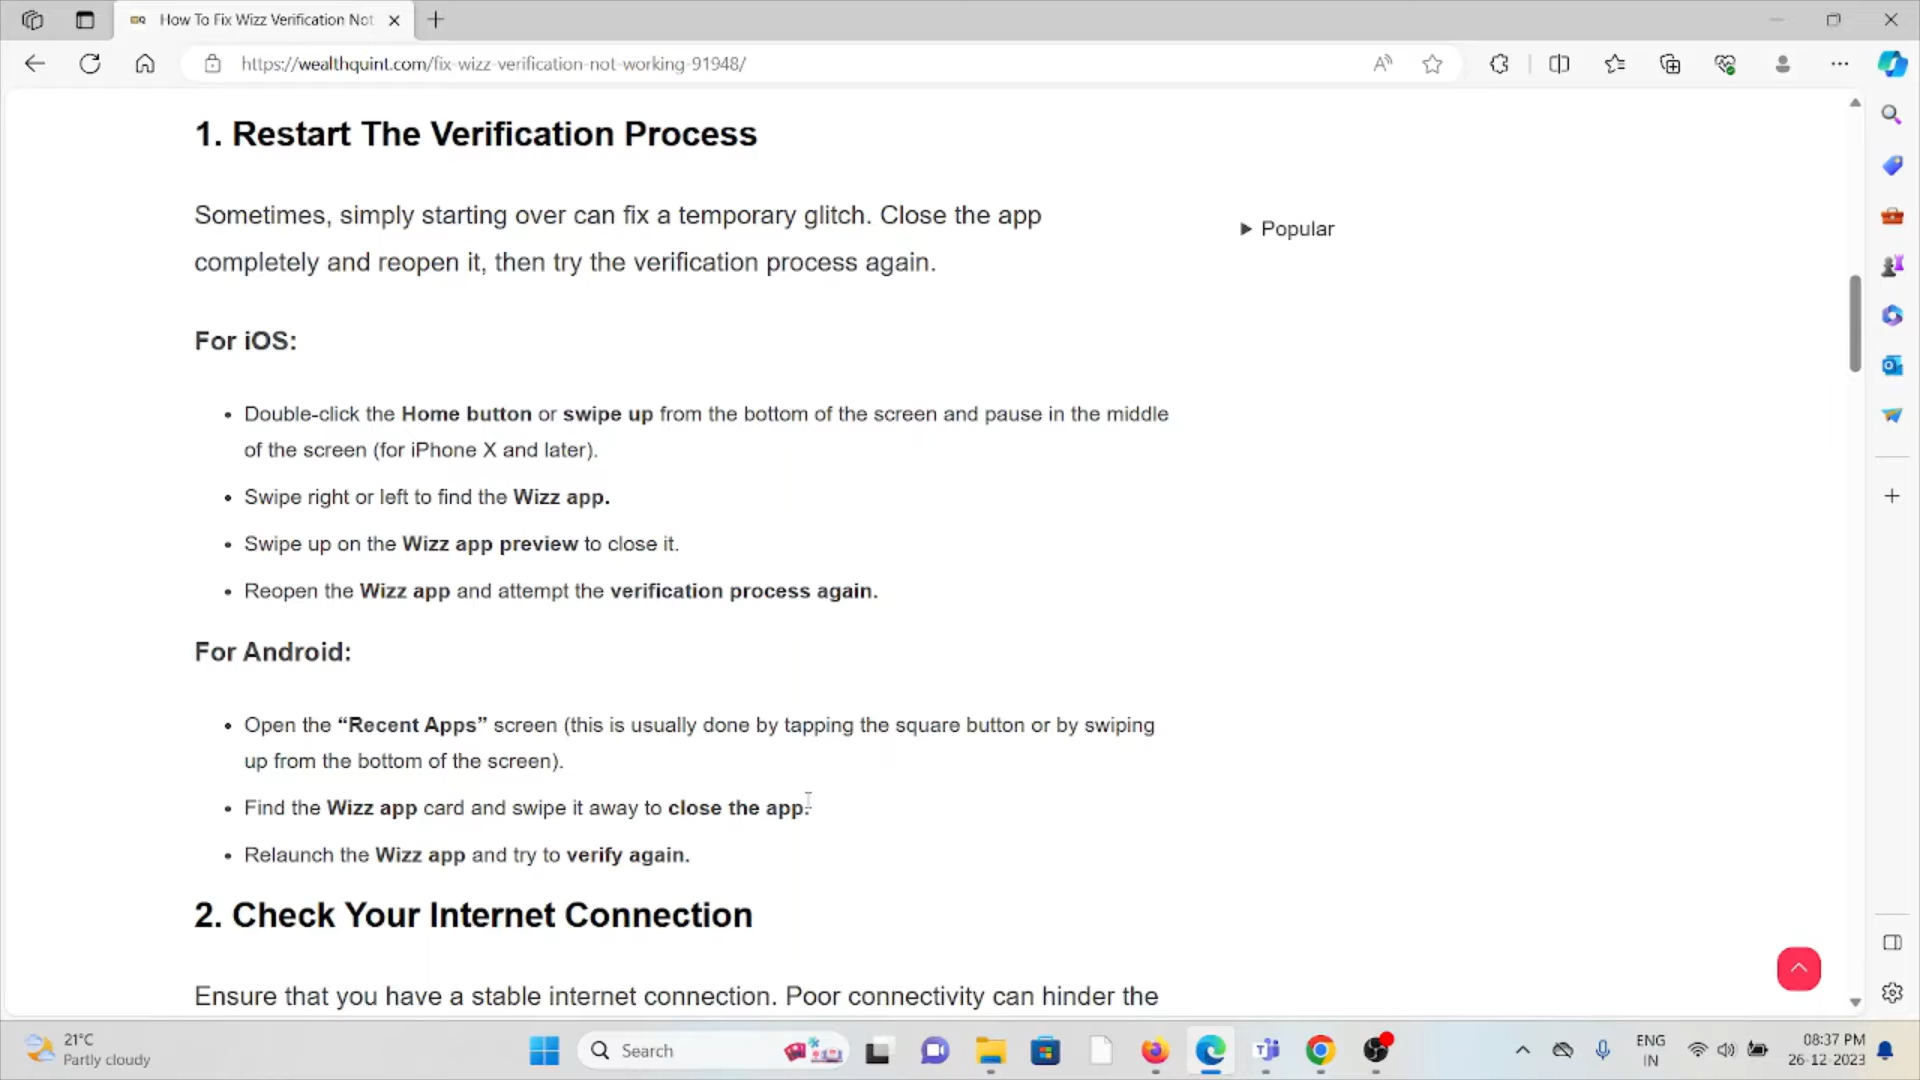 How To Fix Wizz Verification Not
https://wealthquint.com/fix-wizz-verification-not-working-91948/
1. Restart The Verification Process
Sometimes, simply starting over can fix a temporary glitch. Close the app
completely and reopen it, then try the verification process again.
Popular
For iOS:
• Double-click the Home button or swipe up from the bottom of the screen and pause in the middle
of the screen (for iPhone X and later).
• Swipe right or left to find the Wizz app.
• Swipe up on the Wizz app preview to close it.
• Reopen the Wizz app and attempt the verification process again.
For Android:
• Open the “Recent Apps” screen (this is usually done by tapping the square button or by swiping
up from the bottom of the screen).
• Find the Wizz app card and swipe it away to close the app.
• Relaunch the Wizz app and try to verify again.
2. Check Your Internet Connection
Ensure that you have a stable internet connection. Poor connectivity can hinder the
21°C
Partly cloudy
Search
ENG
IN
08:37 PM
26-12-2023